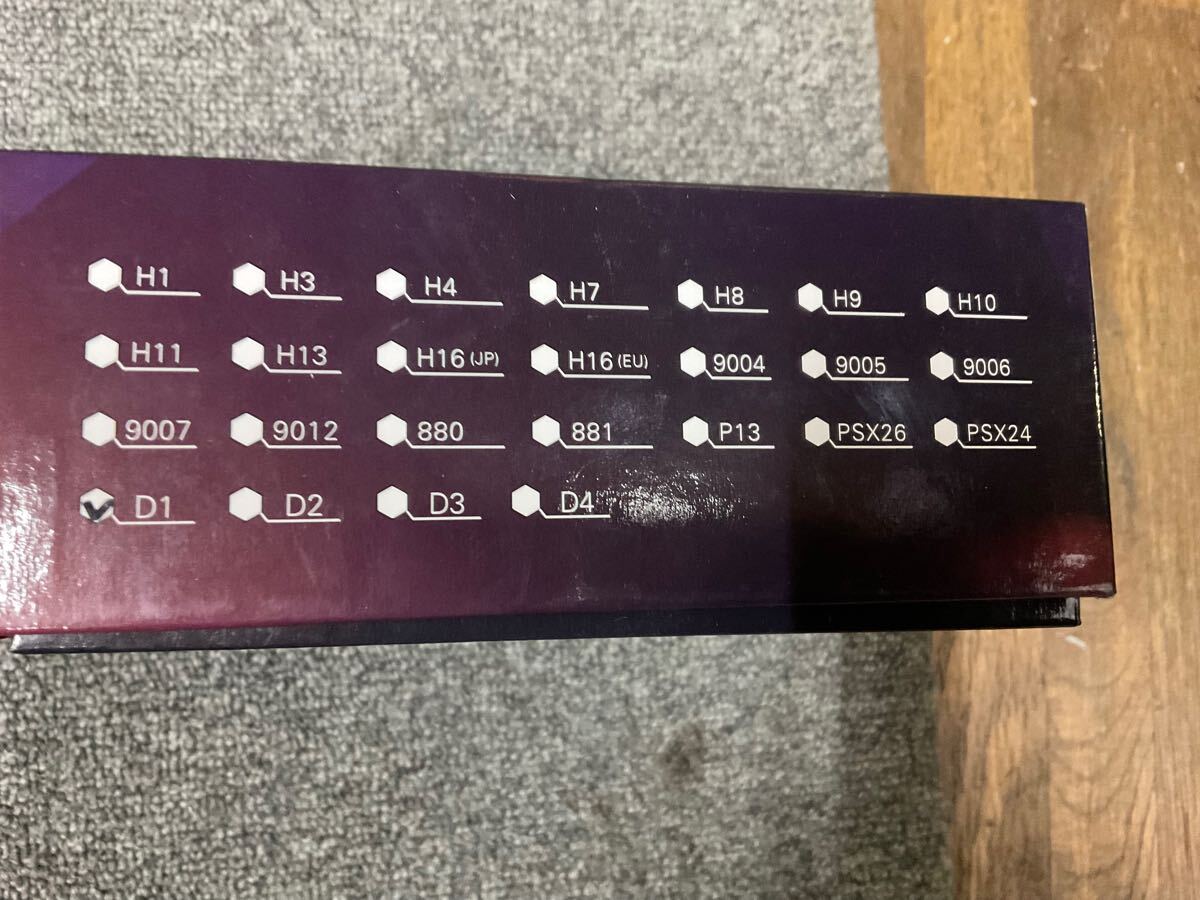 H1 H3 H4 H7 H8 H9 H10
H11 H13 H16 (JP) H16 (EU) 9004 9005 9006
9007 9012 880 881 P13 PSX26 PSX24
D1 D2 D3 D4